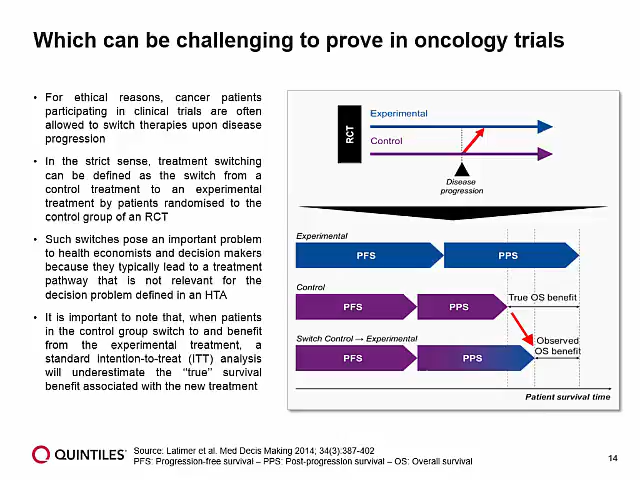 Which can be challenging to prove in oncology trials
• For ethical reasons, cancer patients
participating in clinical trials are often
allowed to switch therapies upon disease
progression
• In the strict sense, treatment switching
can be defined as the switch from a
control treatment to an experimental
treatment by patients randomised to the
control group of an RCT
• Such switches pose an important problem
to health economists and decision makers
because they typically lead to a treatment
pathway that is not relevant for the
decision problem defined in an HTA
• It is important to note that, when patients
in the control group switch to and benefit
from the experimental treatment, a
standard intention-to-treat (ITT) analysis
will underestimate the “true” survival
benefit associated with the new treatment
RCT
Experimental
Control
Disease
progression
Experimental
PFS PPS
Control
PFS PPS
True OS benefit
Switch Control → Experimental
PFS PPS
Observed
OS benefit
Patient survival time
QUINTILES
Source: Latimer et al. Med Decis Making 2014; 34(3):387-402
PFS: Progression-free survival – PPS: Post-progression survival – OS: Overall survival
14